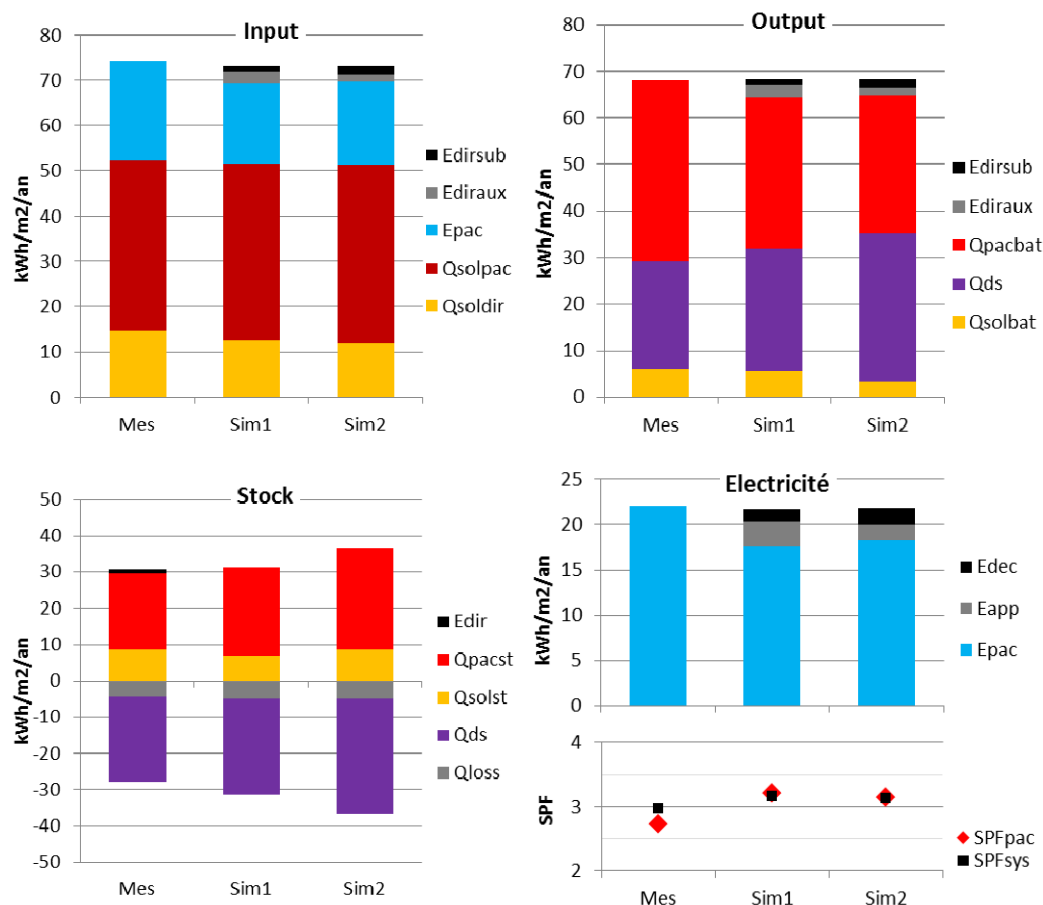 Input
kWh/m2/an
80
70
60
50
40
30
20
10
0
Mes Sim1 Sim2
Edirsub
Ediraux
Epac
Qsolpac
Qsoldir
Output
kWh/m2/an
80
70
60
50
40
30
20
10
0
Mes Sim1 Sim2
Edirsub
Ediraux
Qpacbat
Qds
Qsolbat
Stock
kWh/m2/an
50
40
30
20
10
0
-10
-20
-30
-40
-50
Mes Sim1 Sim2
Edir
Qpacst
Qsolst
Qds
Qloss
Electricité
kWh/m2/an
25
20
15
10
5
0
Edec
Eapp
Epac
SPF
4
3
2
Mes Sim1 Sim2
SPFpac
SPFsys